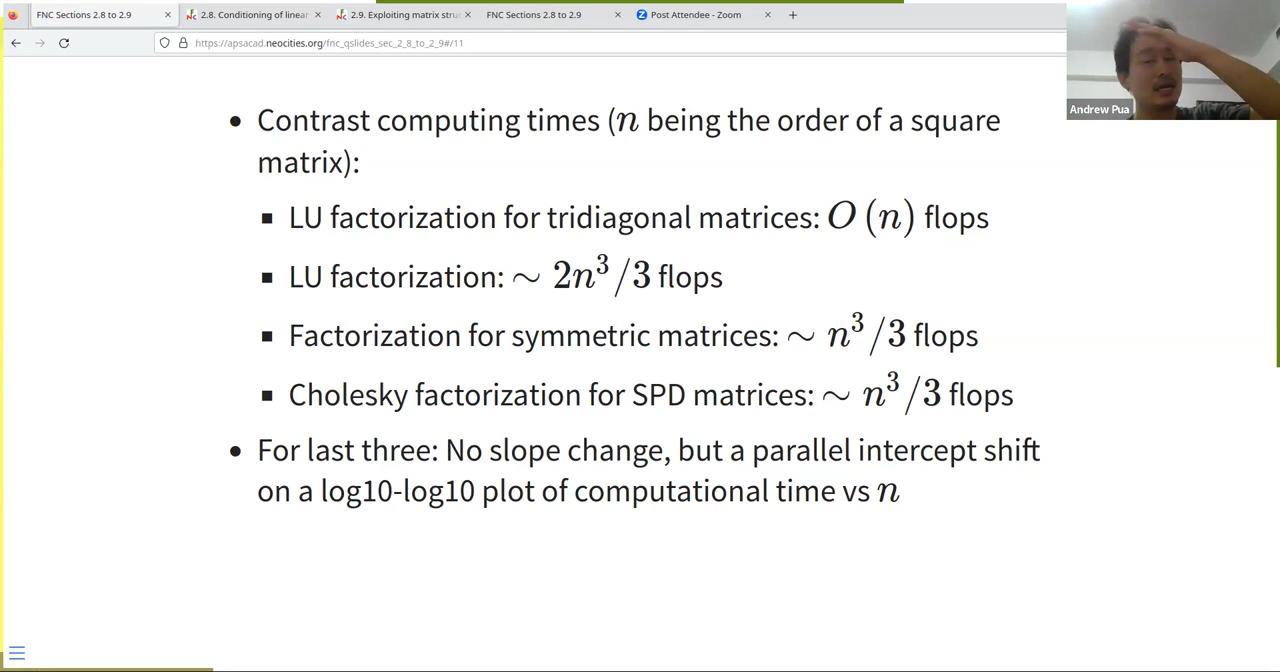 FNC Sections 2.8 to 2.9
2.8. Conditioning of linear
2.9. Exploiting matrix stru
FNC Sections 2.8 to 2.9
Post Attendee - Zoom
https://apsacad.neocities.org/fnc_qslides_sec_2_8_to_2_9#/11
Andrew Pua
• Contrast computing times (n being the order of a square
matrix):
▪ LU factorization for tridiagonal matrices: O (n) flops
▪ LU factorization: ∼ 2n³/3 flops
▪ Factorization for symmetric matrices: ∼ n³/3 flops
▪ Cholesky factorization for SPD matrices: ∼ n³/3 flops
• For last three: No slope change, but a parallel intercept shift
on a log10-log10 plot of computational time vs n